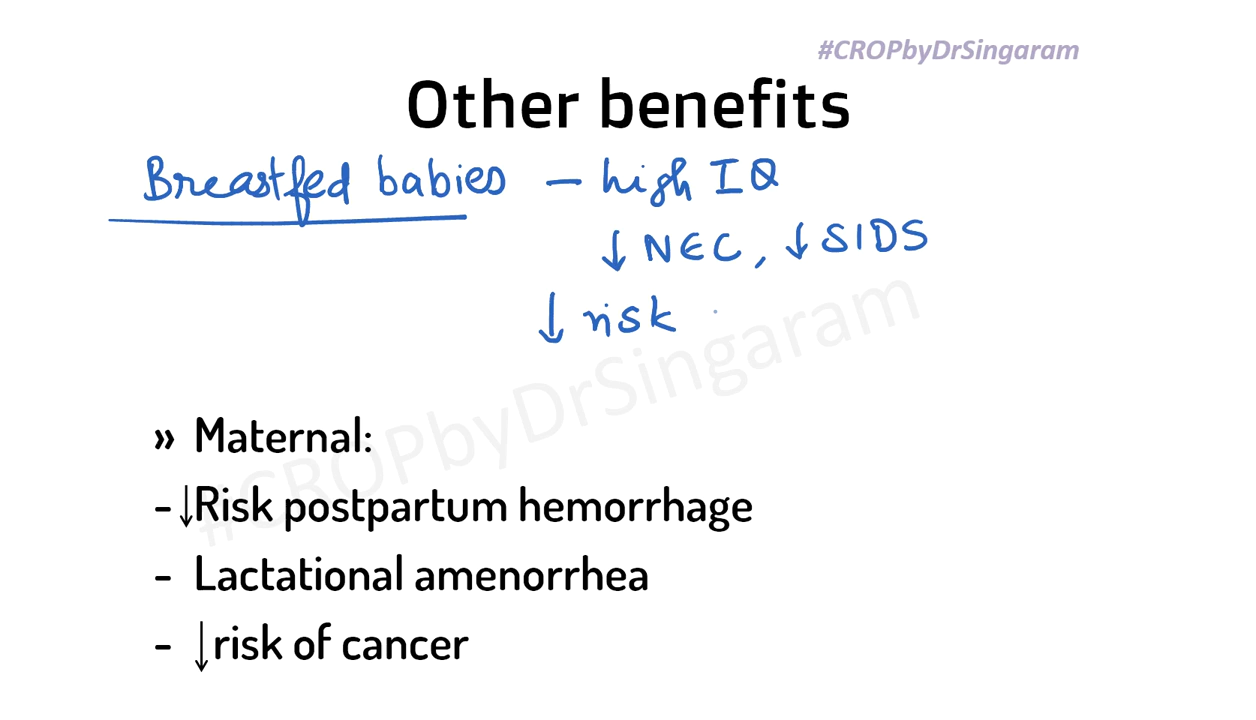 #CROPbyDrSingaram
Other benefits
Breastfed babies – high IQ
↓ NEC, ↓ SIDS
↓ risk
#CROPbyDrSingaram
» Maternal:
- ↓Risk postpartum hemorrhage
- Lactational amenorrhea
- ↓risk of cancer